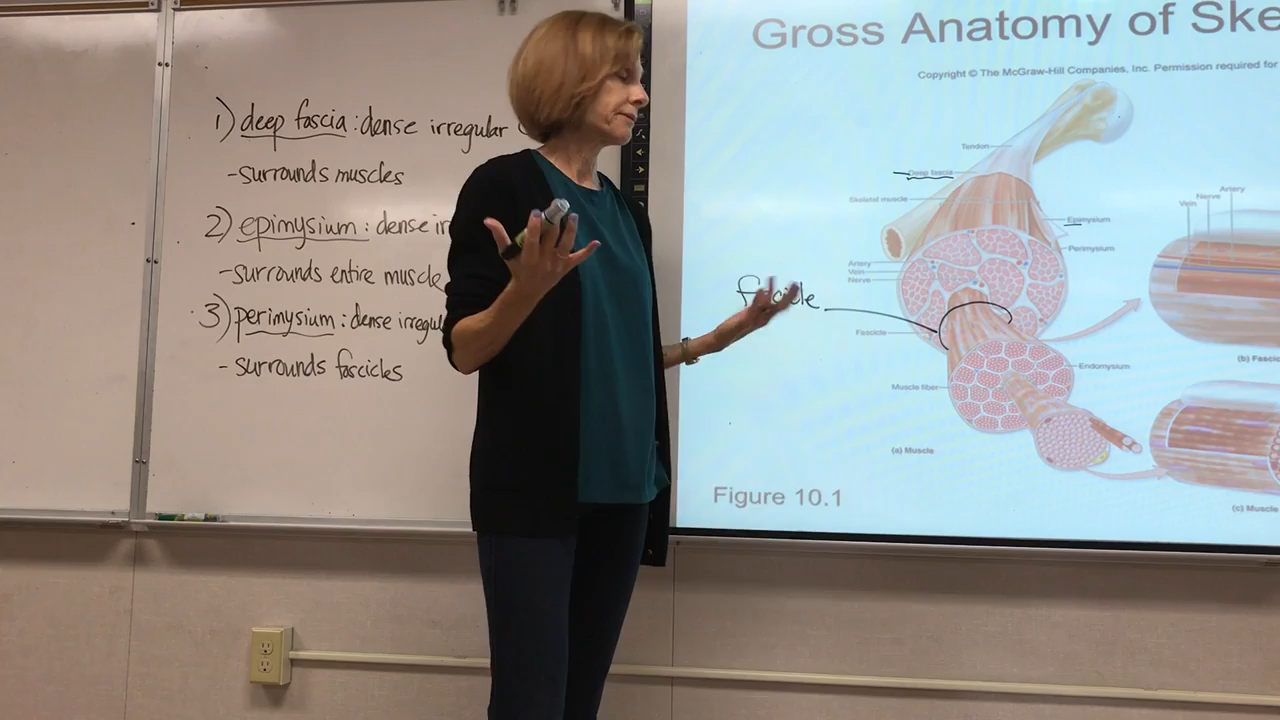 1) deep fascia : dense irregular
- surrounds muscles
2) epimysium : dense ir
- surrounds entire muscle
3) perimysium : dense irregul
- surrounds fascicles
Gross Anatomy of Ske
Copyright © The McGraw-Hill Companies, Inc. Permission required for
Tendon
Deep fascia
Skeletal muscle
Epimysium
Perimysium
Artery
Vein
Nerve
fascicle
Fascicle
Endomysium
Muscle fiber
(a) Muscle
Figure 10.1
Artery
Nerve
Vein
(b) Fascic
(c) Muscle